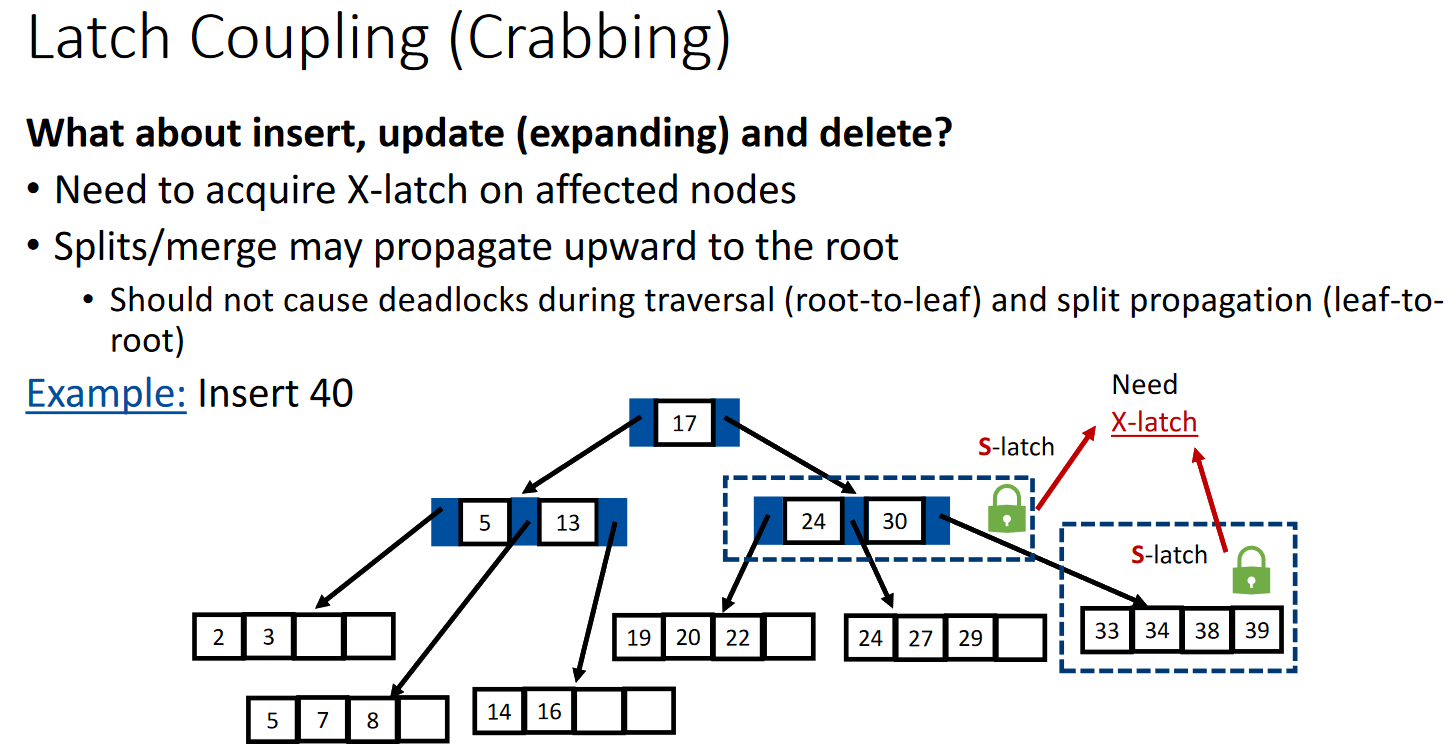 Latch Coupling (Crabbing)
What about insert, update (expanding) and delete?
• Need to acquire X-latch on affected nodes
• Splits/merge may propagate upward to the root
• Should not cause deadlocks during traversal (root-to-leaf) and split propagation (leaf-to-
root)
Example: Insert 40
Need
X-latch
17
S-latch
5 13
24 30
S-latch
2 3
19 20 22
24 27 29
33 34 38 39
5 7 8
14 16